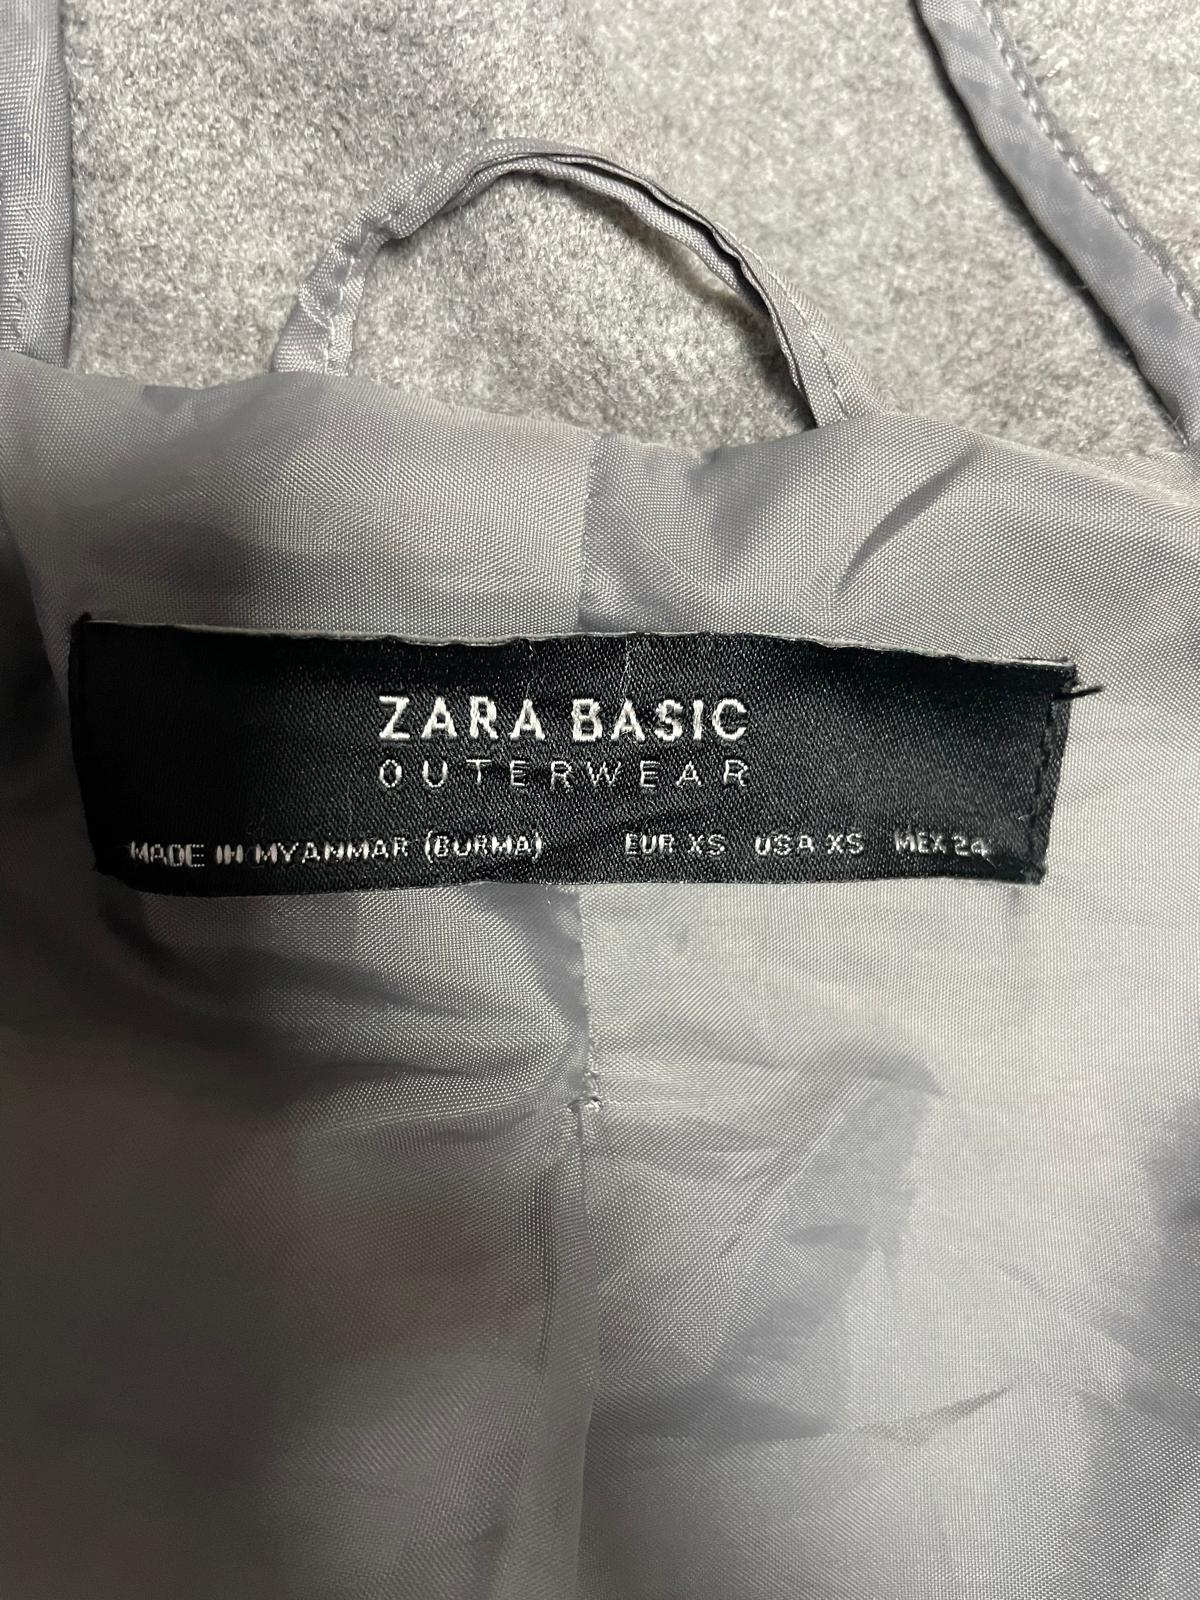 ZARA BASIC
OUTERWEAR
MADE IN MYANMAR (BURMA) EUR XS USA XS MEX 24